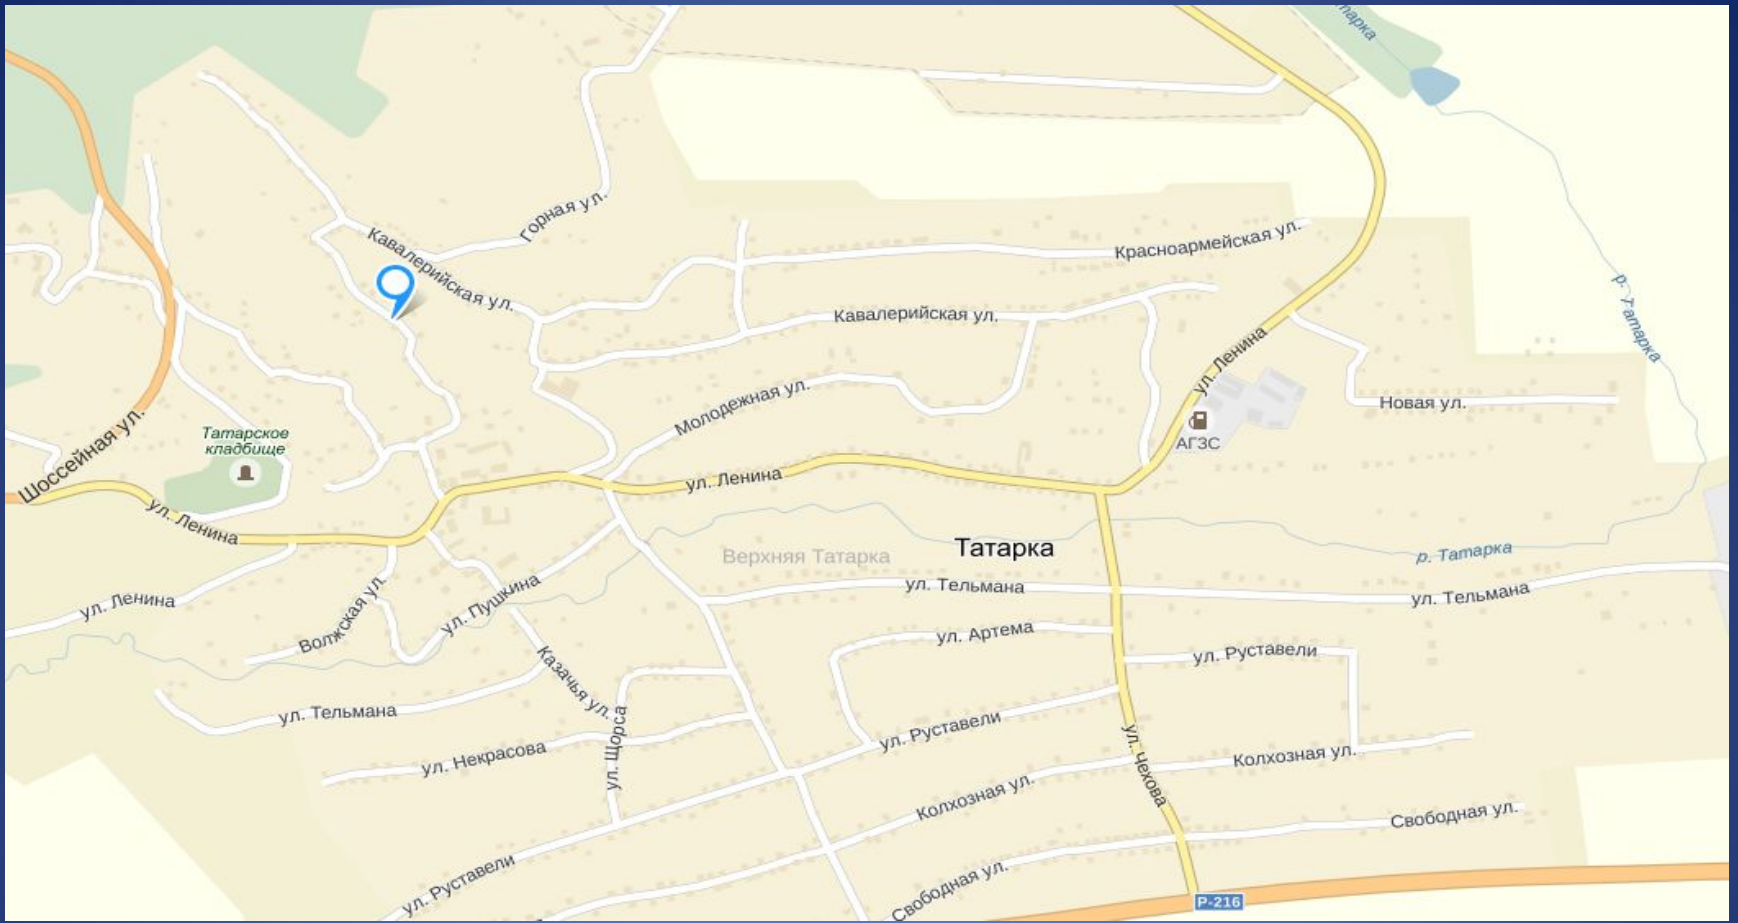 Татарка
Горная ул.
Кавалерийская ул.
Красноармейская ул.
р. Татарка
Кавалерийская ул.
ул. Ленина
Молодежная ул.
Новая ул.
Шоссейная ул.
Татарское
кладбище
АГЗС
ул. Ленина
ул. Ленина
Верхняя Татарка
Татарка
р. Татарка
ул. Ленина
Волжская ул.
ул. Пушкина
ул. Тельмана
ул. Тельмана
ул. Артема
ул. Руставели
Казачья ул.
ул. Тельмана
ул. Щорса
ул. Некрасова
ул. Руставели
ул. Чехова
Колхозная ул.
Колхозная ул.
Свободная ул.
ул. Руставели
Свободная ул.
Р-216